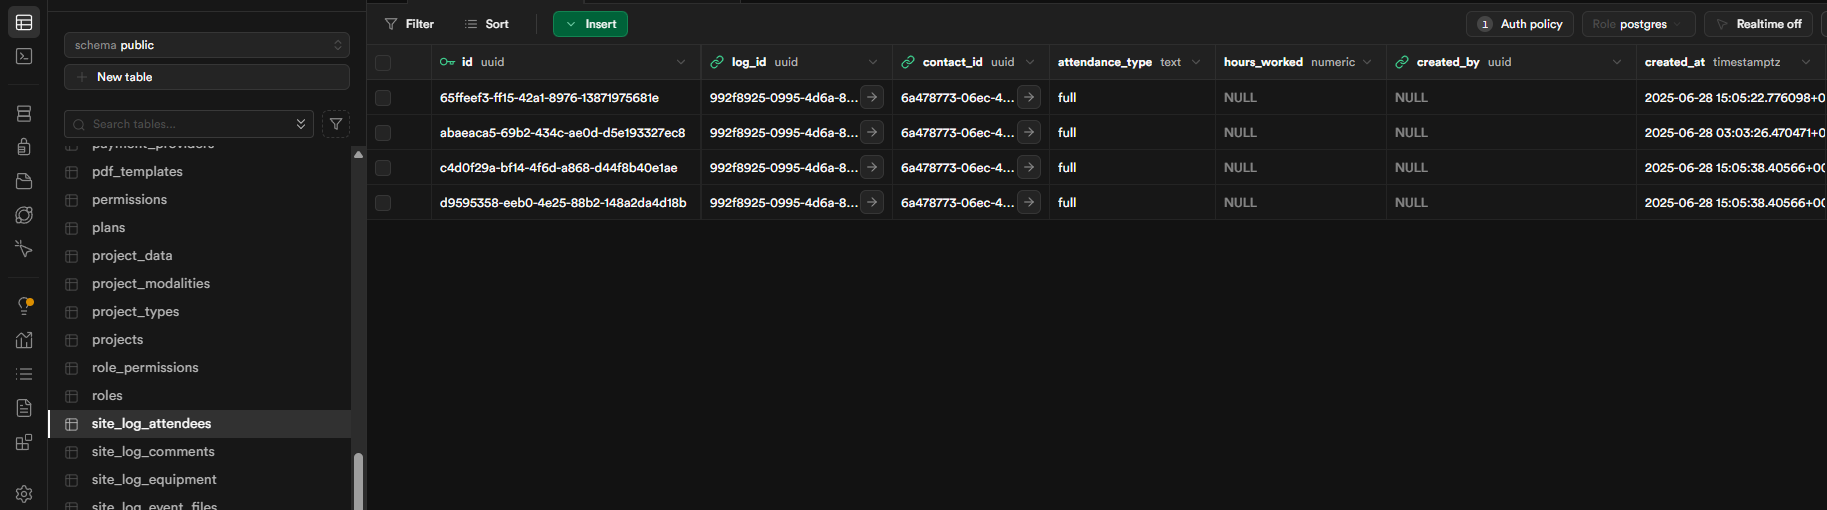 Filter Sort Insert 1 Auth policy Role postgres Realtime off
schema public
New table
Search tables...
payment_providers
pdf_templates
permissions
plans
project_data
project_modalities
project_types
projects
role_permissions
roles
site_log_attendees
site_log_comments
site_log_equipment
site_log_event_files
id uuid log_id uuid contact_id uuid attendance_type text hours_worked numeric created_by uuid created_at timestamptz
65ffeef3-ff15-42a1-8976-13871975681e 992f8925-0995-4d6a-8... 6a478773-06ec-4... full NULL NULL 2025-06-28 15:05:22.776098+0
abaeaca5-69b2-434c-ae0d-d5e193327ec8 992f8925-0995-4d6a-8... 6a478773-06ec-4... full NULL NULL 2025-06-28 03:03:26.470471+0
c4d0f29a-bf14-4f6d-a868-d44f8b40e1ae 992f8925-0995-4d6a-8... 6a478773-06ec-4... full NULL NULL 2025-06-28 15:05:38.40566+00
d9595358-eeb0-4e25-88b2-148a2da4d18b 992f8925-0995-4d6a-8... 6a478773-06ec-4... full NULL NULL 2025-06-28 15:05:38.40566+00